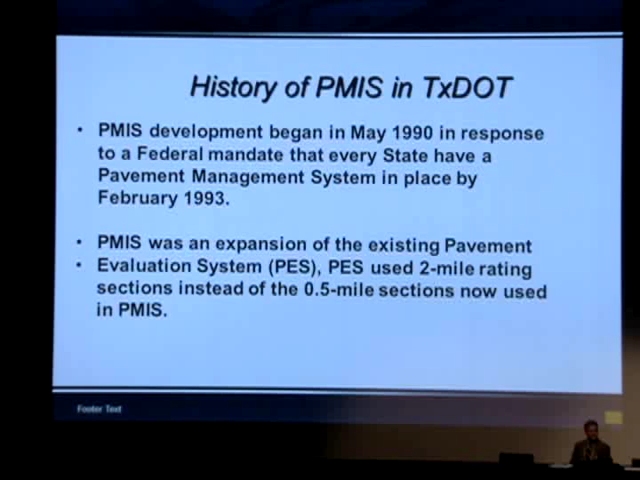 History of PMIS in TxDOT
• PMIS development began in May 1990 in response
to a Federal mandate that every State have a
Pavement Management System in place by
February 1993.
• PMIS was an expansion of the existing Pavement
• Evaluation System (PES), PES used 2-mile rating
sections instead of the 0.5-mile sections now used
in PMIS.
Footer Text